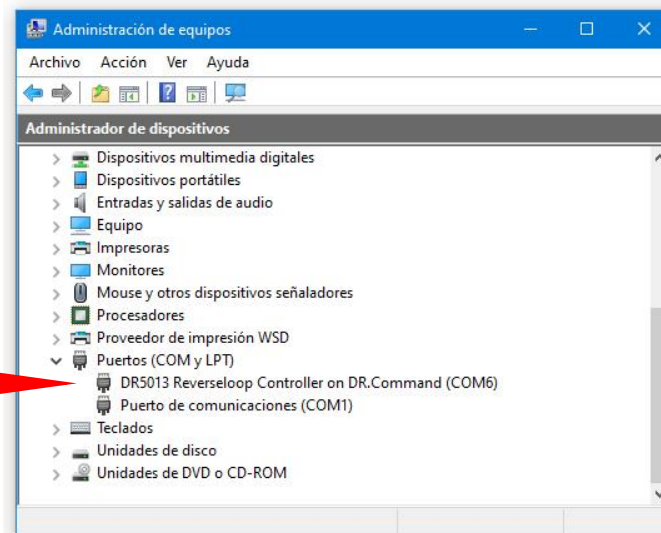 Administración de equipos
Archivo Acción Ver Ayuda
Administrador de dispositivos
Dispositivos multimedia digitales
Dispositivos portátiles
Entradas y salidas de audio
Equipo
Impresoras
Monitores
Mouse y otros dispositivos señaladores
Procesadores
Proveedor de impresión WSD
Puertos (COM y LPT)
DR5013 Reverseloop Controller on DR.Command (COM6)
Puerto de comunicaciones (COM1)
Teclados
Unidades de disco
Unidades de DVD o CD-ROM